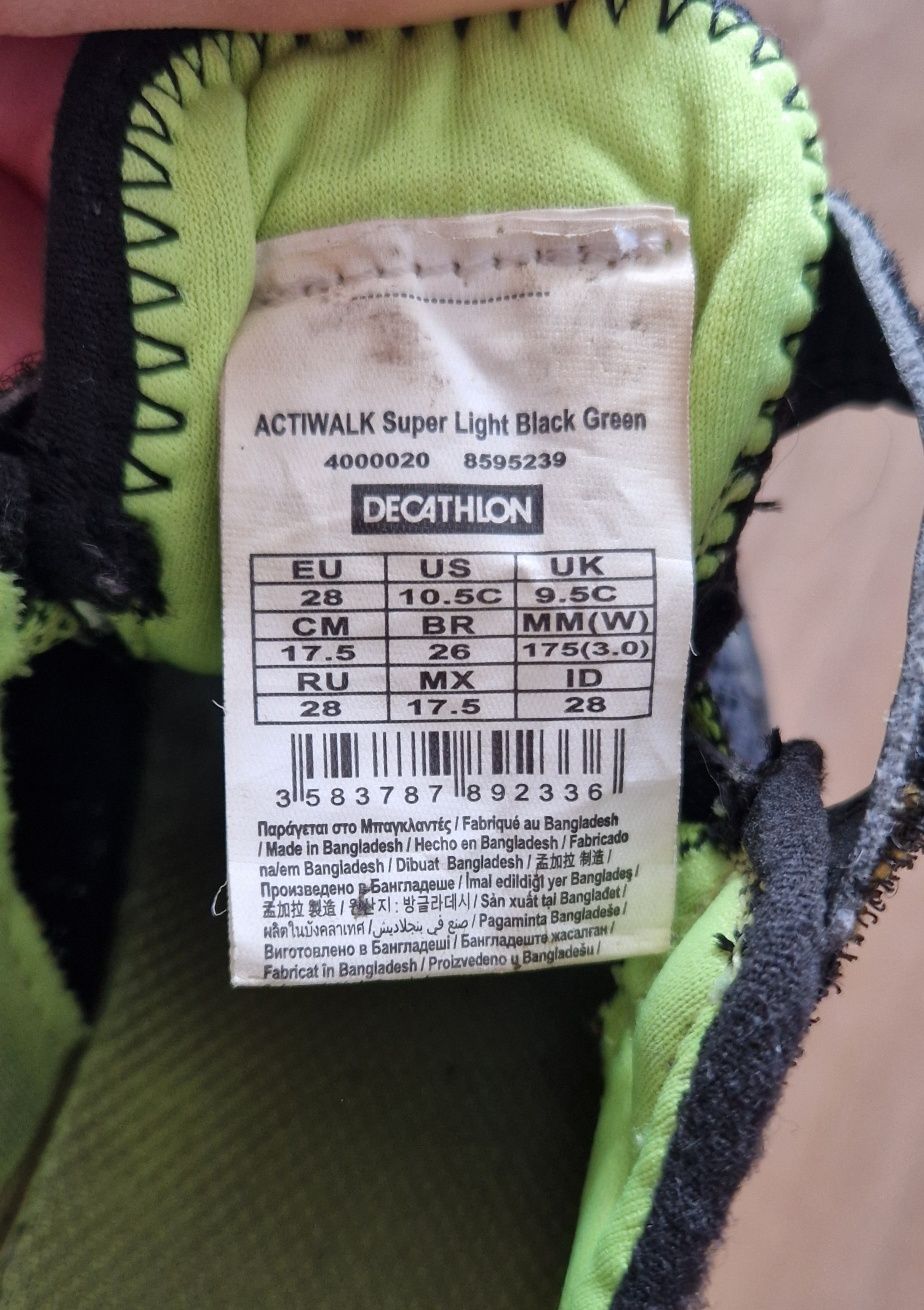 ACTIWALK Super Light Black Green
4000020 8595239
DECATHLON
EU US UK
28 10.5C 9.5C
CM BR MM(W)
17.5 26 175(3.0)
RU MX ID
28 17.5 28
3 583787 892336
Παράγεται στο Μπαγκλαντές / Fabriqué au Bangladesh
/ Made in Bangladesh / Hecho en Bangladesh / Fabricado
na/em Bangladesh / Dibuat Bangladesh / 孟加拉 制造 /
Произведено в Бангладеше / İmal edildiği yer Bangladeş /
孟加拉 製造 / 원산지 : 방글라데시 / Sản xuất tại Bangladet /
ผลิตในบังคลาเทศ / صنع في بنجلاديش / Pagaminta Bangladeše /
Виготовлено в Бангладеші / Бангладеште жасалған /
Fabricat în Bangladesh / Proizvedeno u Bangladešu /